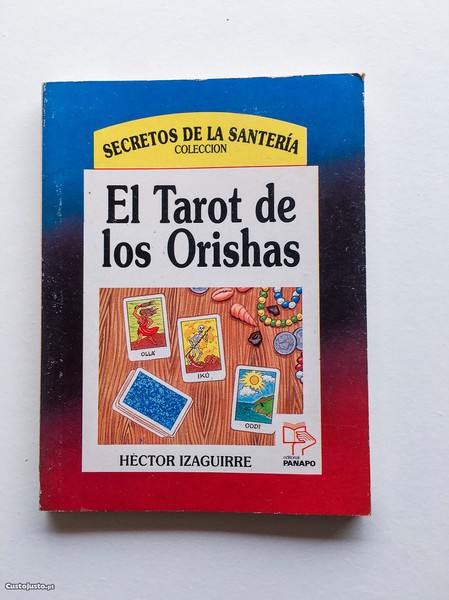 SECRETOS DE LA SANTERÍA
COLECCION
El Tarot de
los Orishas
OLLA
IKO
ODDI
HÉCTOR IZAGUIRRE
editorial
PANAPO
CustoJusto.pt